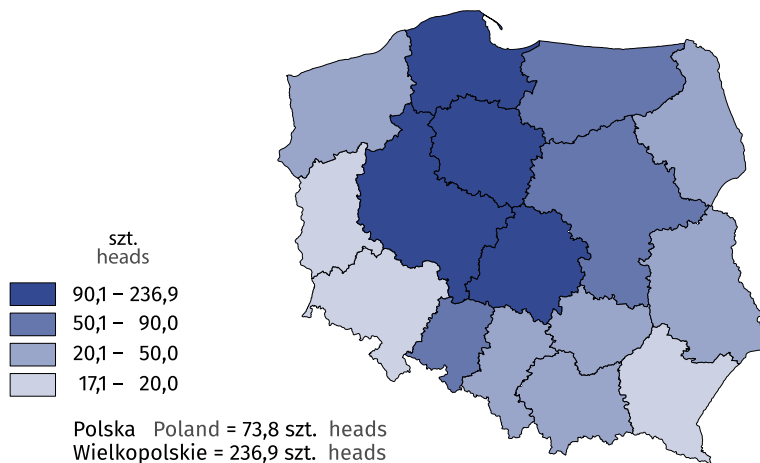 szt.
heads
90,1 – 236,9
50,1 – 90,0
20,1 – 50,0
17,1 – 20,0
Polska Poland = 73,8 szt. heads
Wielkopolskie = 236,9 szt. heads